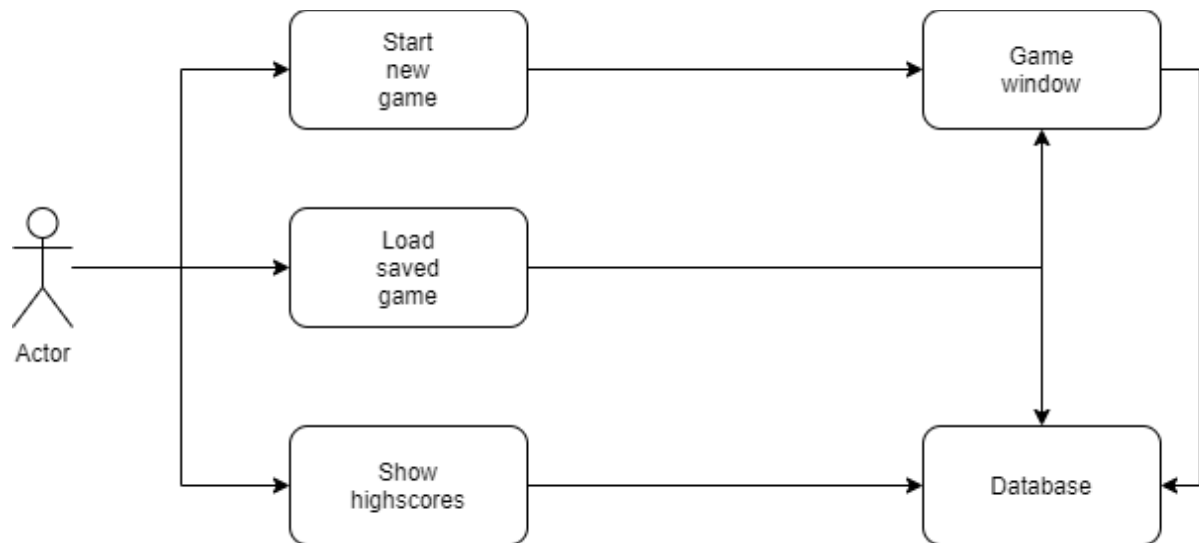 Start
new
game
Game
window
Load
saved
game
Actor
Show
highscores
Database